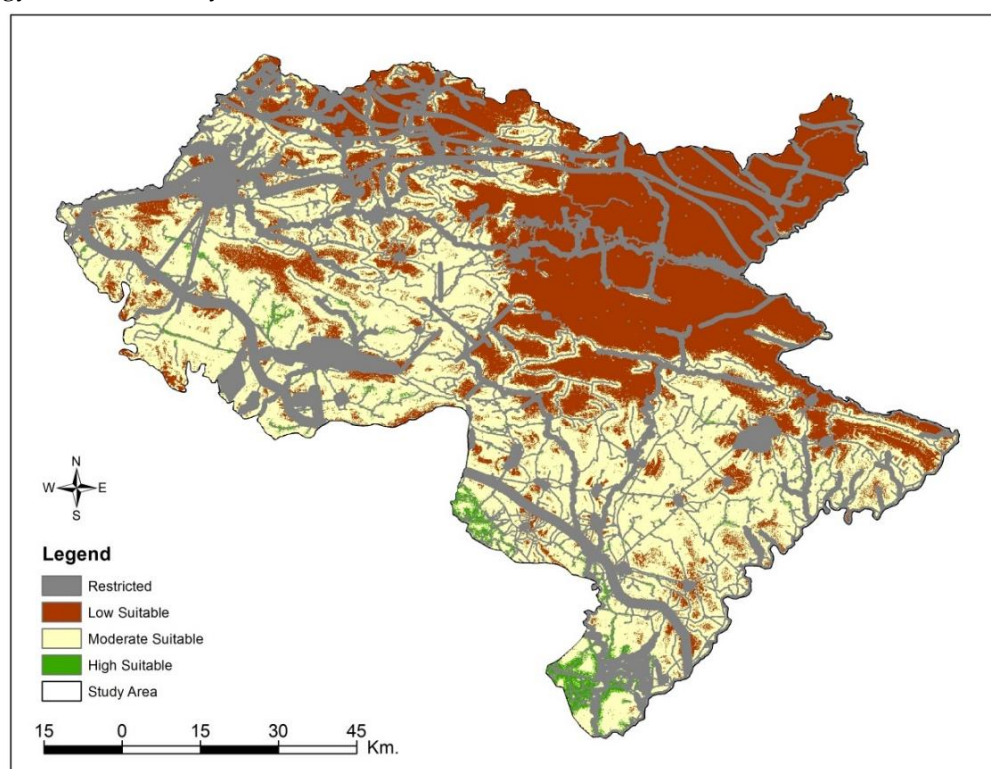 N
W E
S
Legend
Restricted
Low Suitable
Moderate Suitable
High Suitable
Study Area
15 0 15 30 45
Km.